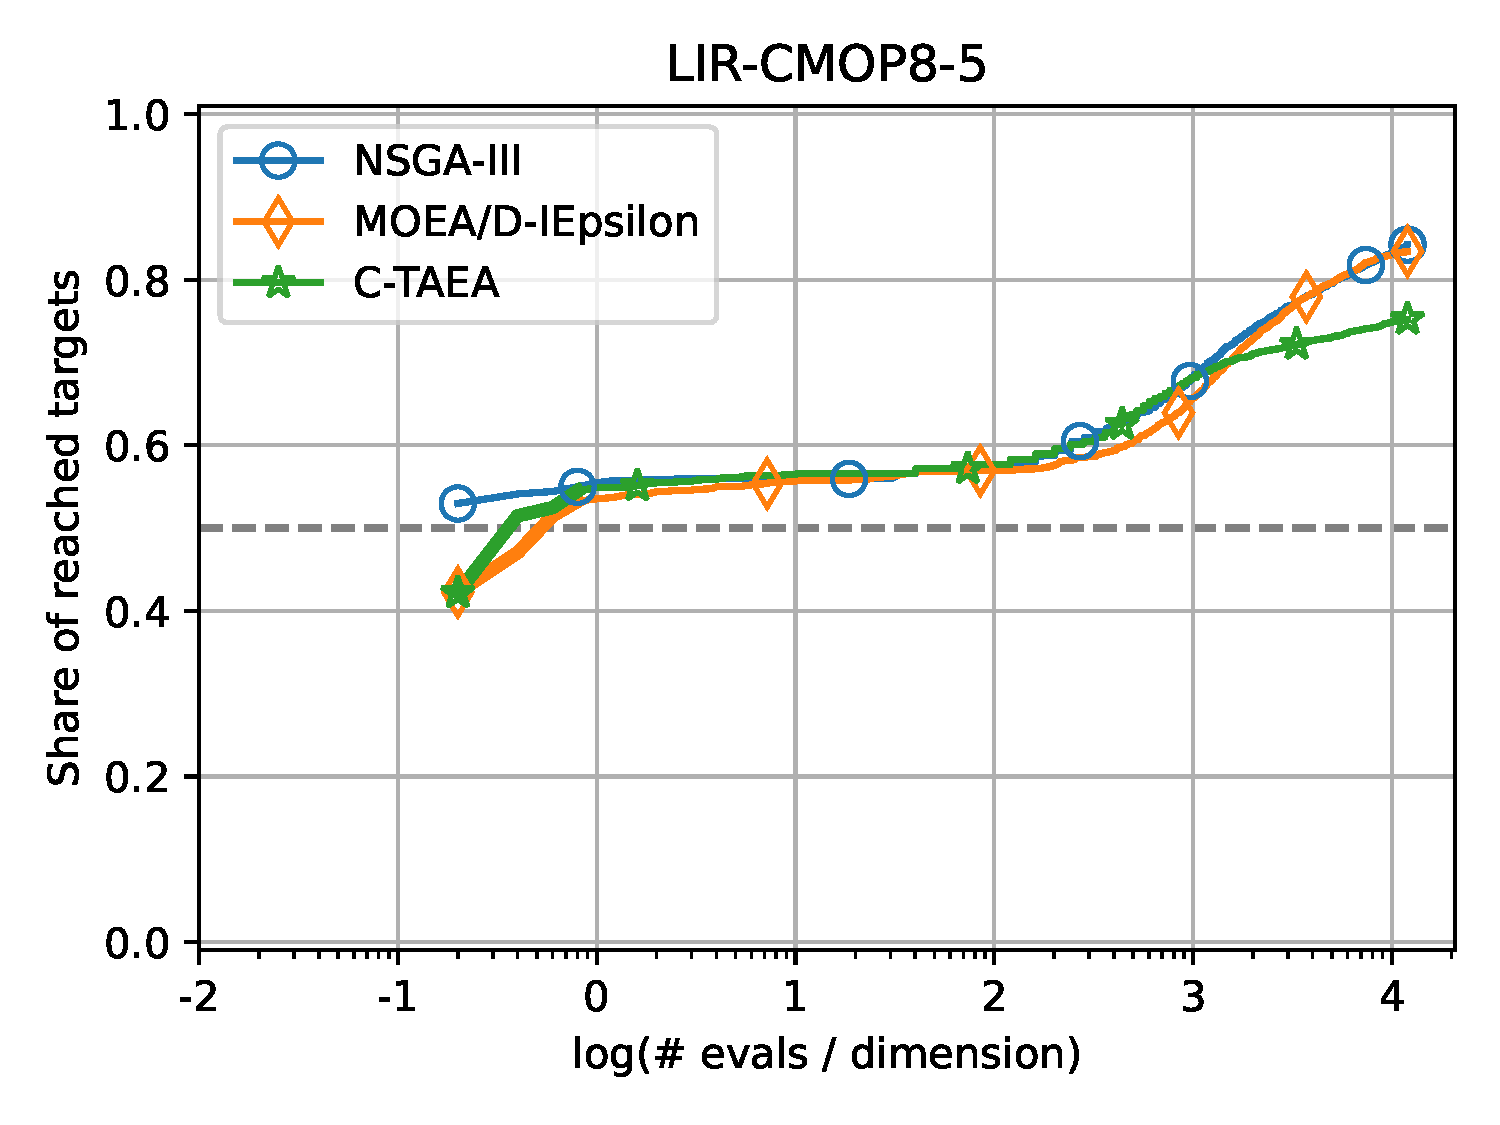 LIR-CMOP8-5
NSGA-III
MOEA/D-IEpsilon
C-TAEA
Share of reached targets
1.0
0.8
0.6
0.4
0.2
0.0
-2 -1 0 1 2 3 4
log(# evals / dimension)